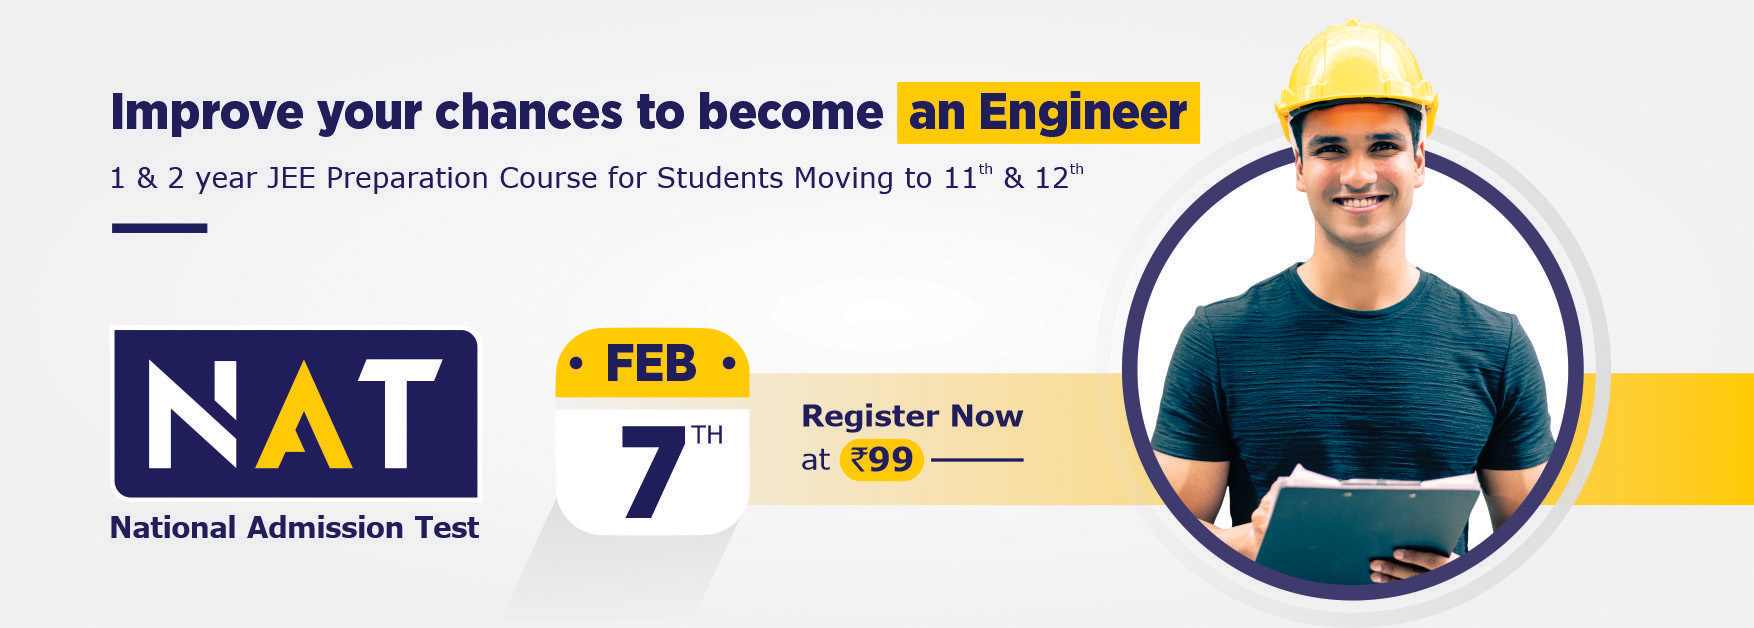 Improve your chances to become an Engineer
1 & 2 year JEE Preparation Course for Students Moving to 11th & 12th
NAT
National Admission Test
FEB
7TH
Register Now
at ₹99